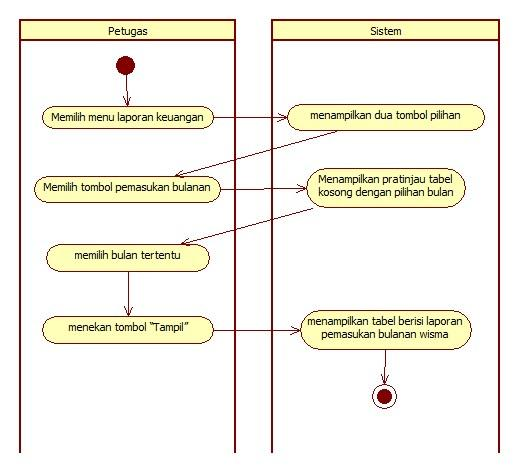 Petugas
Sistem
Memilih menu laporan keuangan
menampilkan dua tombol pilihan
Memilih tombol pemasukan bulanan
Menampilkan pratinjau tabel
kosong dengan pilihan bulan
memilih bulan tertentu
menekan tombol "Tampil"
menampilkan tabel berisi laporan
pemasukan bulanan wisma